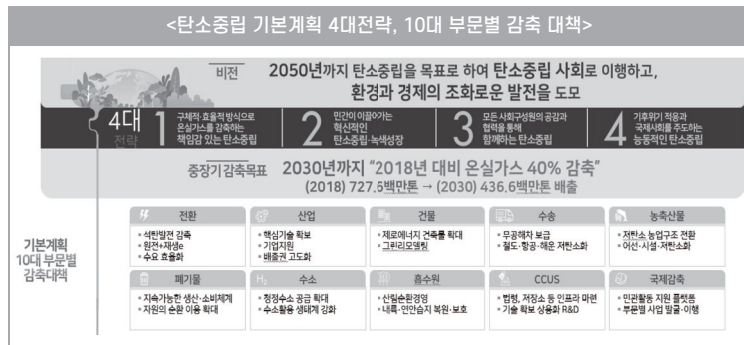 <탄소중립 기본계획 4대전략, 10대 부문별 감축 대책>
비전
2050년까지 탄소중립을 목표로 하여 탄소중립 사회로 이행하고,
환경과 경제의 조화로운 발전을 도모
4대
전략
1
구체적·효율적 방식으로
온실가스를 감축하는
책임감 있는 탄소중립
2
민간이 이끌어가는
혁신적인
탄소중립·녹색성장
3
모든 사회구성원의 공감과
협력을 통해
함께하는 탄소중립
4
기후위기 적응과
국제사회를 주도하는
능동적인 탄소중립
중장기 감축목표
2030년까지 “2018년 대비 온실가스 40% 감축”
(2018) 727.6백만톤 → (2030) 436.6백만톤 배출
기본계획
10대 부문별
감축대책
전환
• 석탄발전 감축
• 원전+재생e
• 수요 효율화
산업
• 핵심기술 확보
• 기업지원
• 배출권 고도화
건물
• 제로에너지 건축물 확대
• 그린리모델링
수송
• 무공해차 보급
• 철도·항공·해운 저탄소화
농축산물
• 저탄소 농업구조 전환
• 어선·시설·저탄소화
폐기물
• 지속가능한 생산·소비체계
• 자원의 순환 이용 확대
H₂
수소
• 청정수소 공급 확대
• 수소활용 생태계 강화
흡수원
• 산림순환경영
• 내륙·연안습지 복원·보호
CCUS
• 법령, 저장소 등 인프라 마련
• 기술 확보 상용화 R&D
국제감축
• 민관활동 지원 플랫폼
• 부문별 사업 발굴·이행